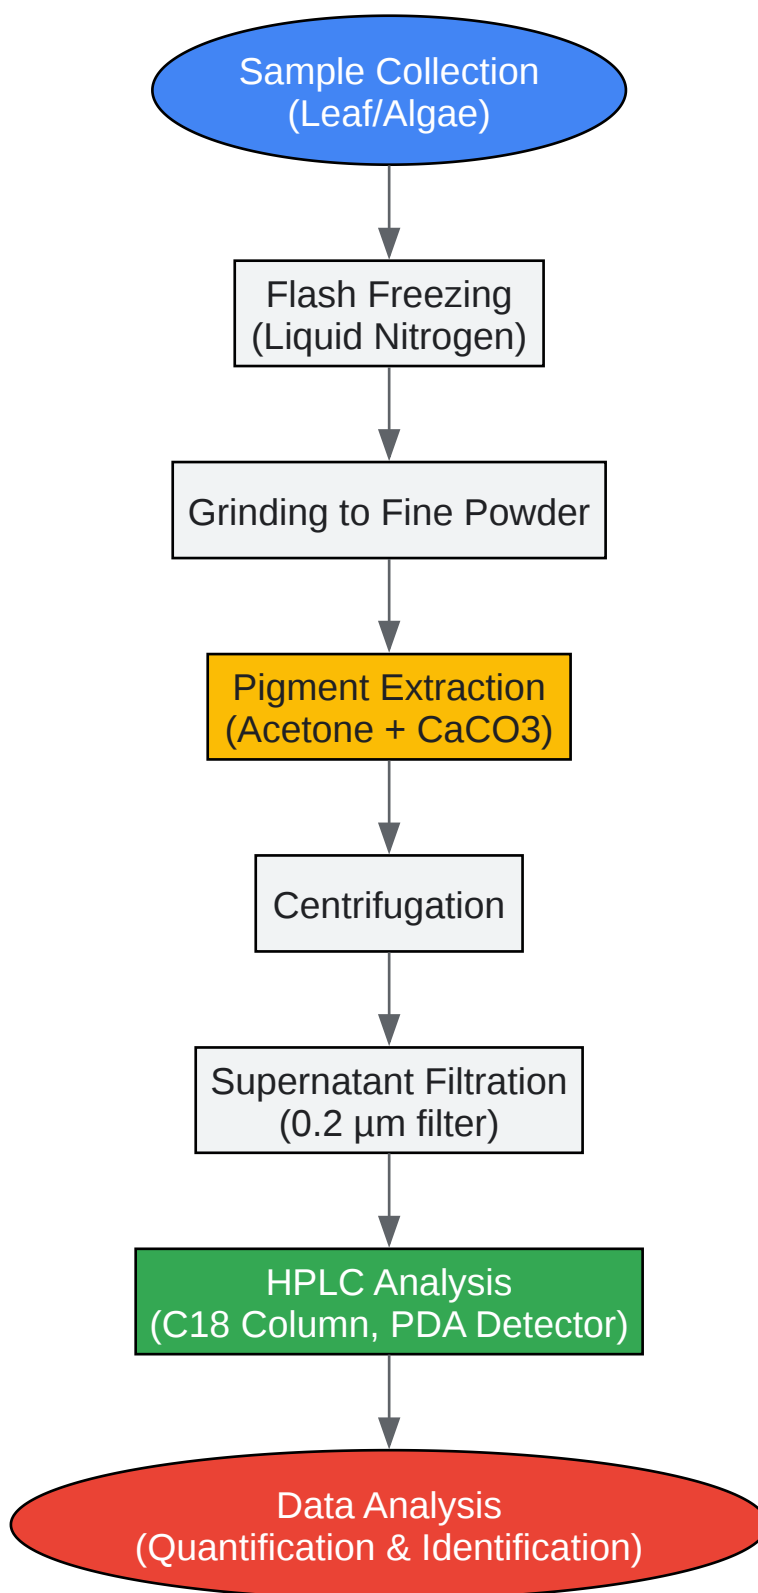 Sample Collection
(Leaf/Algae)
Flash Freezing
(Liquid Nitrogen)
Grinding to Fine Powder
Pigment Extraction
(Acetone + CaCO3)
Centrifugation
Supernatant Filtration
(0.2 µm filter)
HPLC Analysis
(C18 Column, PDA Detector)
Data Analysis
(Quantification & Identification)